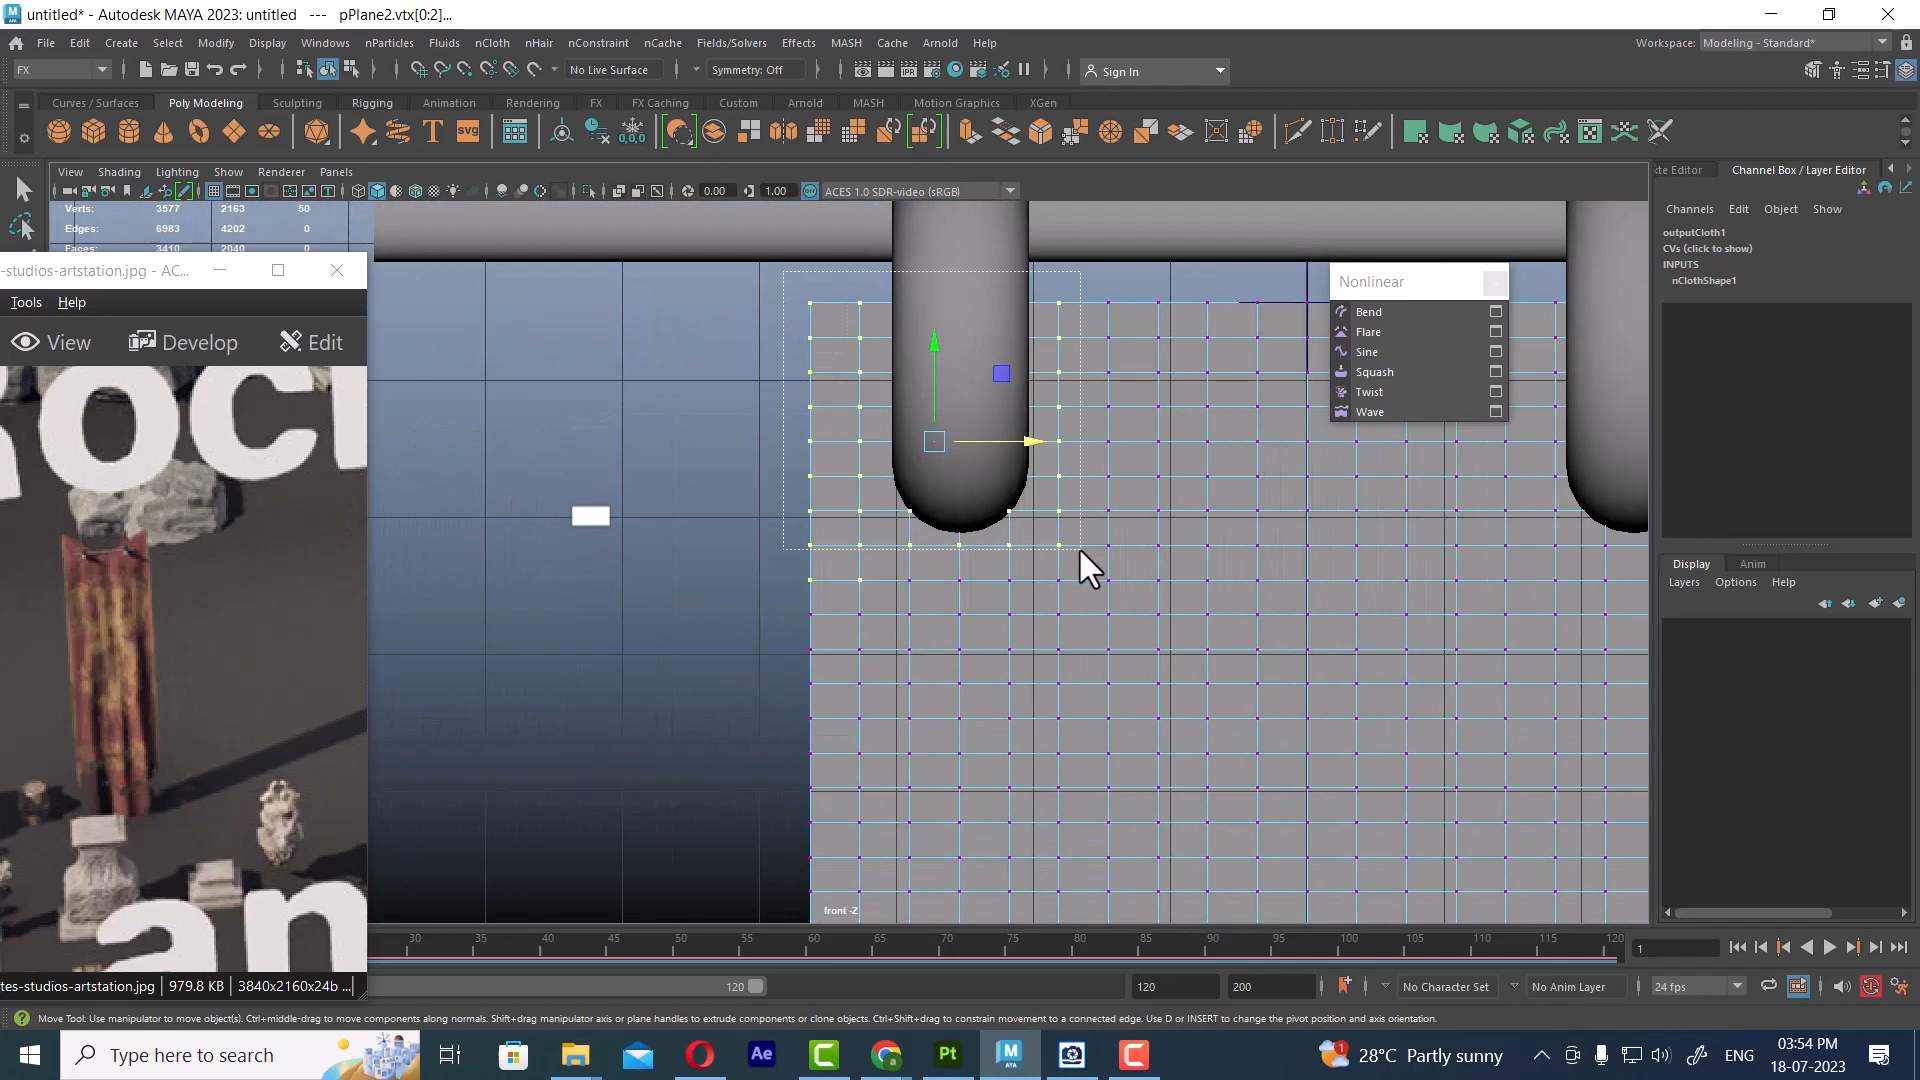 untitled* - Autodesk MAYA 2023: untitled --- pPlane2.vtx[0:2]...
File Edit Create Select Modify Display Windows nParticles Fluids nCloth nHair nConstraint nCache Fields/Solvers Effects MASH Cache Arnold Help
Workspace: Modeling - Standard*
FX No Live Surface Symmetry: Off Sign In
Curves / Surfaces Poly Modeling Sculpting Rigging Animation Rendering FX FX Caching Custom Arnold MASH Motion Graphics XGen
T SVG 0,0,0
View Shading Lighting Show Renderer Panels
0.00 1.00 ACES 1.0 SDR-video (sRGB)
Verts: 3577 2163 50
Edges: 6983 4202 0
Faces: 3410 2040 0
-studios-artstation.jpg - AC...
Tools Help
View Develop Edit
an
tes-studios-artstation.jpg 979.8 KB 3840x2160x24b ...
Nonlinear
Bend
Flare
Sine
Squash
Twist
Wave
front -Z
Channel Box / Layer Editor
Channels Edit Object Show
outputCloth1
CVs (click to show)
INPUTS
nClothShape1
Display Anim
Layers Options Help
30 35 40 45 50 55 60 65 70 75 80 85 90 95 100 105 110 115 120
1
120 120 200 No Character Set No Anim Layer 24 fps
Move Tool: Use manipulator to move object(s). Ctrl+middle-drag to move components along normals. Shift+drag manipulator axis or plane handles to extrude components or clone objects. Ctrl+Shift+drag to constrain movement to a connected edge. Use D or INSERT to change the pivot position and axis orientation.
Type here to search
28°C Partly sunny
ENG
03:54 PM
18-07-2023